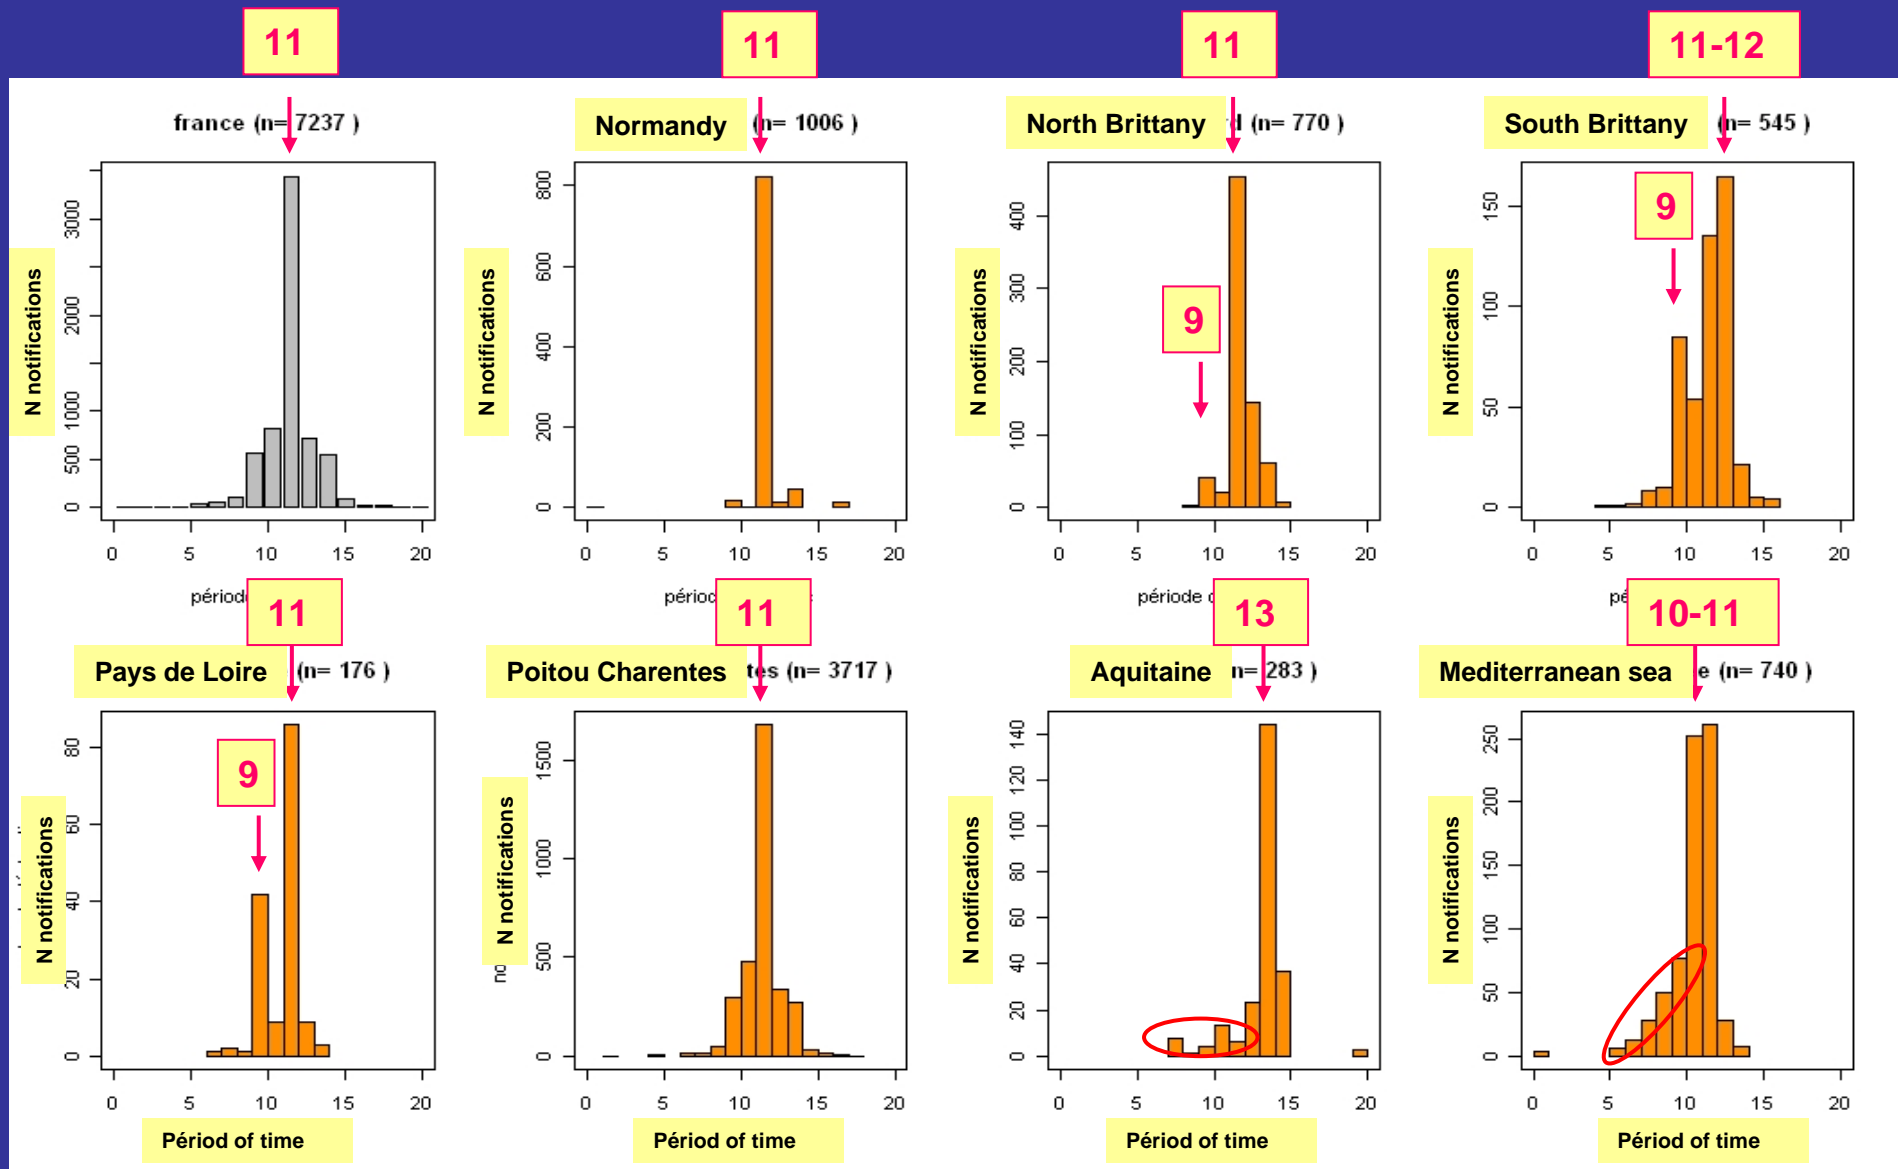 11
11
11
11-12
france (n= 7237 )
Normandy (n= 1006 )
North Brittany d (n= 770 )
South Brittany (n= 545 )
9
9
N notifications
N notifications
N notifications
N notifications
0 500 1000 2000 3000
0 200 400 600 800
0 100 200 300 400
0 50 100 150
0 5 10 15 20
0 5 10 15 20
0 5 10 15 20
0 5 10 15 20
période
11
11
13
10-11
Pays de Loire (n= 176 )
Poitou Charentes tes (n= 3717 )
Aquitaine n= 283 )
Mediterranean sea e (n= 740 )
9
N notifications
N notifications
N notifications
N notifications
0 20 40 60 80
0 500 1000 1500
0 20 40 60 80 100 120 140
0 50 100 150 200 250
0 5 10 15 20
0 5 10 15 20
0 5 10 15 20
0 5 10 15 20
Périod of time
Périod of time
Périod of time
Périod of time